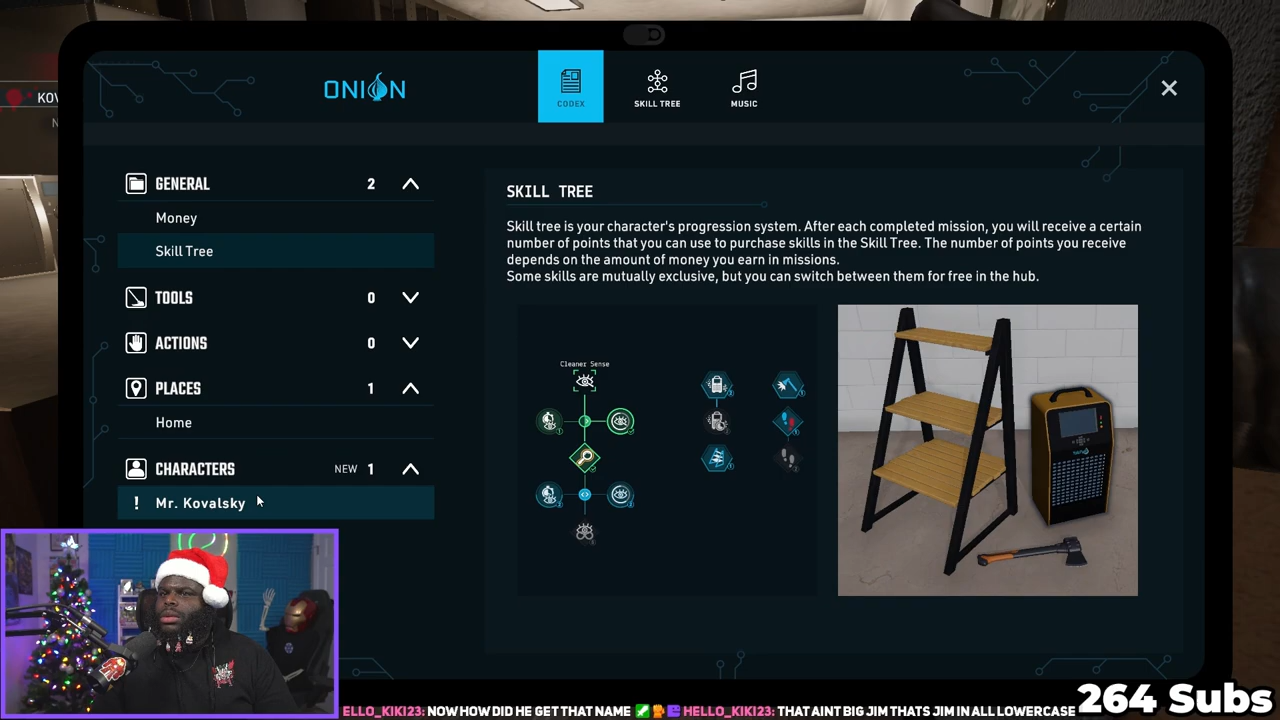 KOV
N
ONION
CODEX
SKILL TREE
MUSIC
GENERAL 2
Money
Skill Tree
TOOLS 0
ACTIONS 0
PLACES 1
Home
CHARACTERS NEW 1
! Mr. Kovalsky
SKILL TREE
Skill tree is your character's progression system. After each completed mission, you will receive a certain
number of points that you can use to purchase skills in the Skill Tree. The number of points you receive
depends on the amount of money you earn in missions.
Some skills are mutually exclusive, but you can switch between them for free in the hub.
Cleaner Sense
ELLO_KIKI23: NOW HOW DID HE GET THAT NAME HELLO_KIKI23: THAT AINT BIG JIM THATS JIM IN ALL LOWERCASE
264 Subs